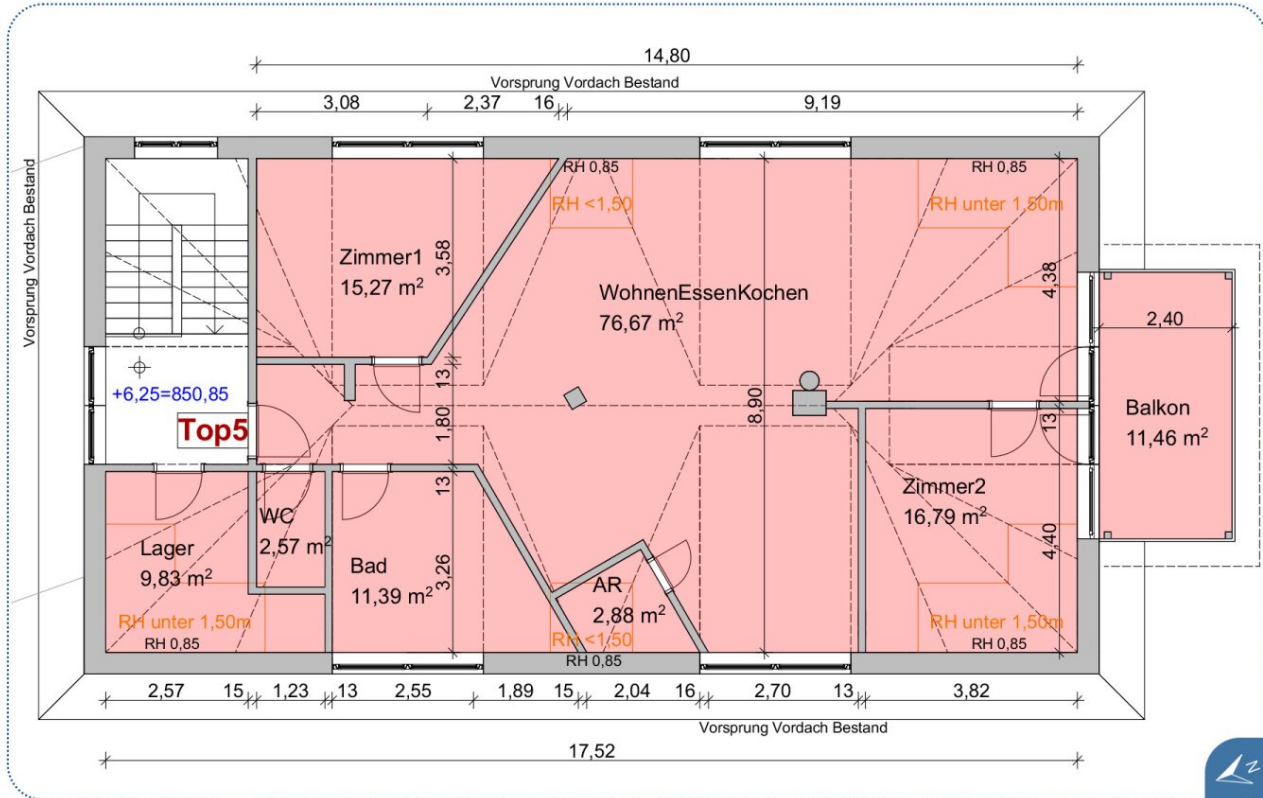 14,80
Vorsprung Vordach Bestand
3,08
2,37
16
9,19
Vorsprung Vordach Bestand
RH 0,85
RH 0,85
RH <1,50
RH unter 1,50m
Zimmer1
15,27 m²
3,58
WohnenEssenKochen
76,67 m²
4,38
2,40
13
+6,25=850,85
Top5
1,80
8,90
13
Balkon
11,46 m²
13
WC
2,57 m²
Zimmer2
16,79 m²
Lager
9,83 m²
Bad
11,39 m²
3,26
4,40
AR
2,88 m²
RH unter 1,50m
RH 0,85
RH <1,50
RH 0,85
RH unter 1,50m
RH 0,85
2,57
15
1,23
13
2,55
1,89
15
2,04
16
2,70
13
3,82
Vorsprung Vordach Bestand
17,52
N